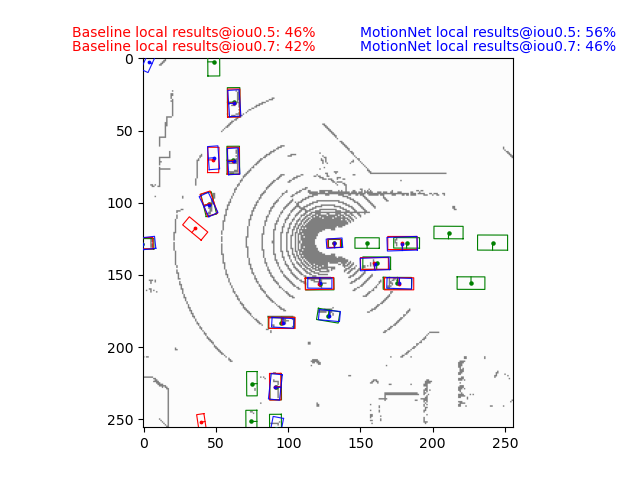 Baseline local results@iou0.5: 46% MotionNet local results@iou0.5: 56%
Baseline local results@iou0.7: 42% MotionNet local results@iou0.7: 46%
0
50
100
150
200
250
0 50 100 150 200 250